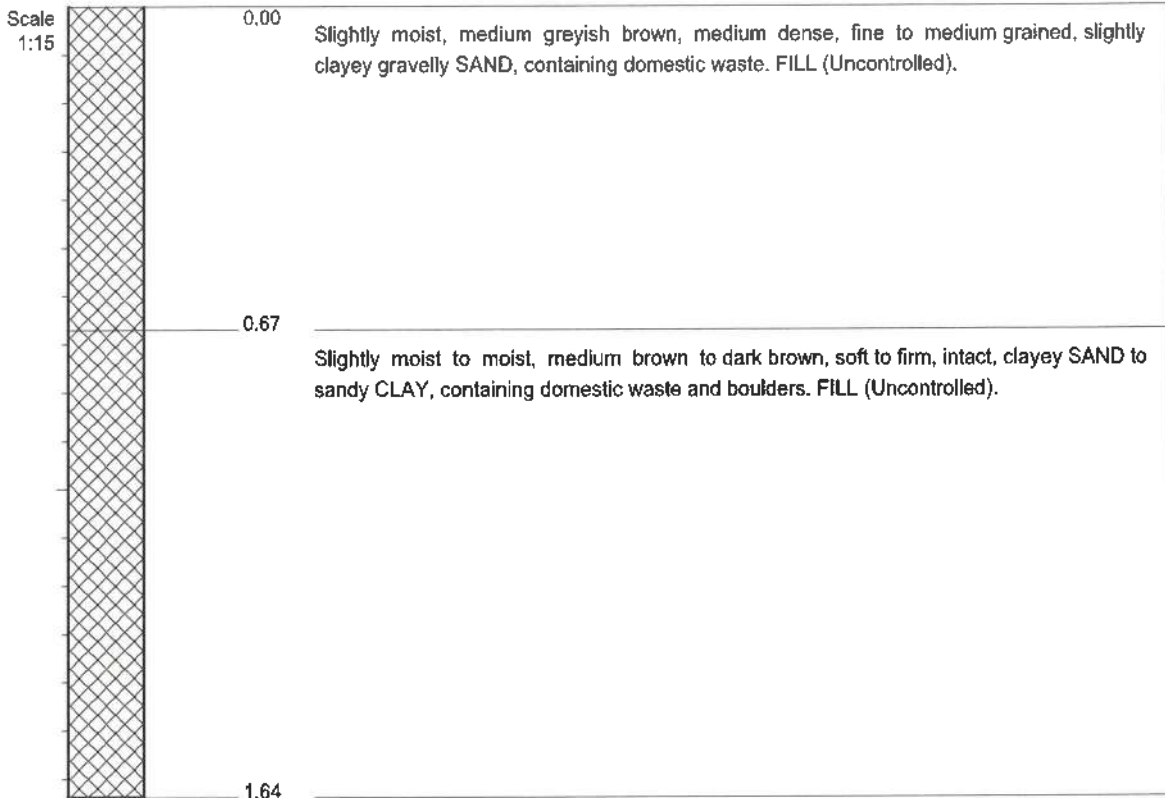 Scale
1:15
0.00
Slightly moist, medium greyish brown, medium dense, fine to medium grained, slightly
clayey gravelly SAND, containing domestic waste. FILL (Uncontrolled).
0.67
Slightly moist to moist, medium brown to dark brown, soft to firm, intact, clayey SAND to
sandy CLAY, containing domestic waste and boulders. FILL (Uncontrolled).
1.64